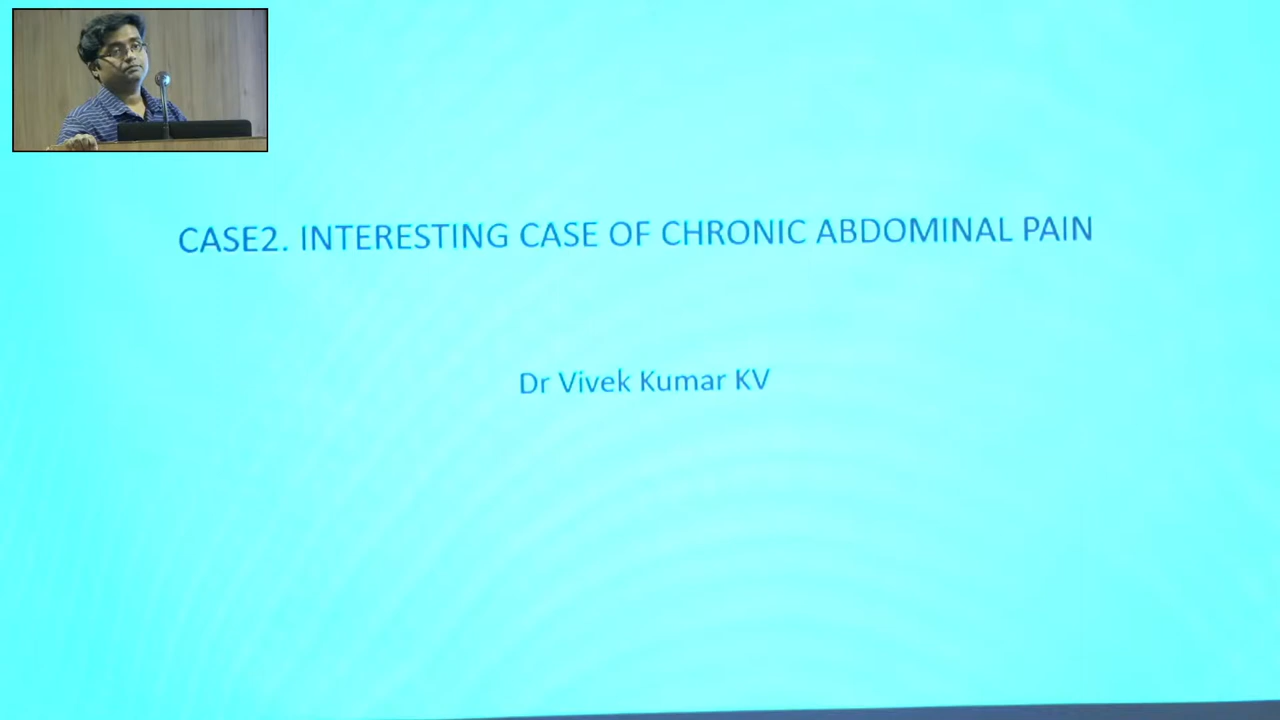 CASE2. INTERESTING CASE OF CHRONIC ABDOMINAL PAIN
Dr Vivek Kumar KV